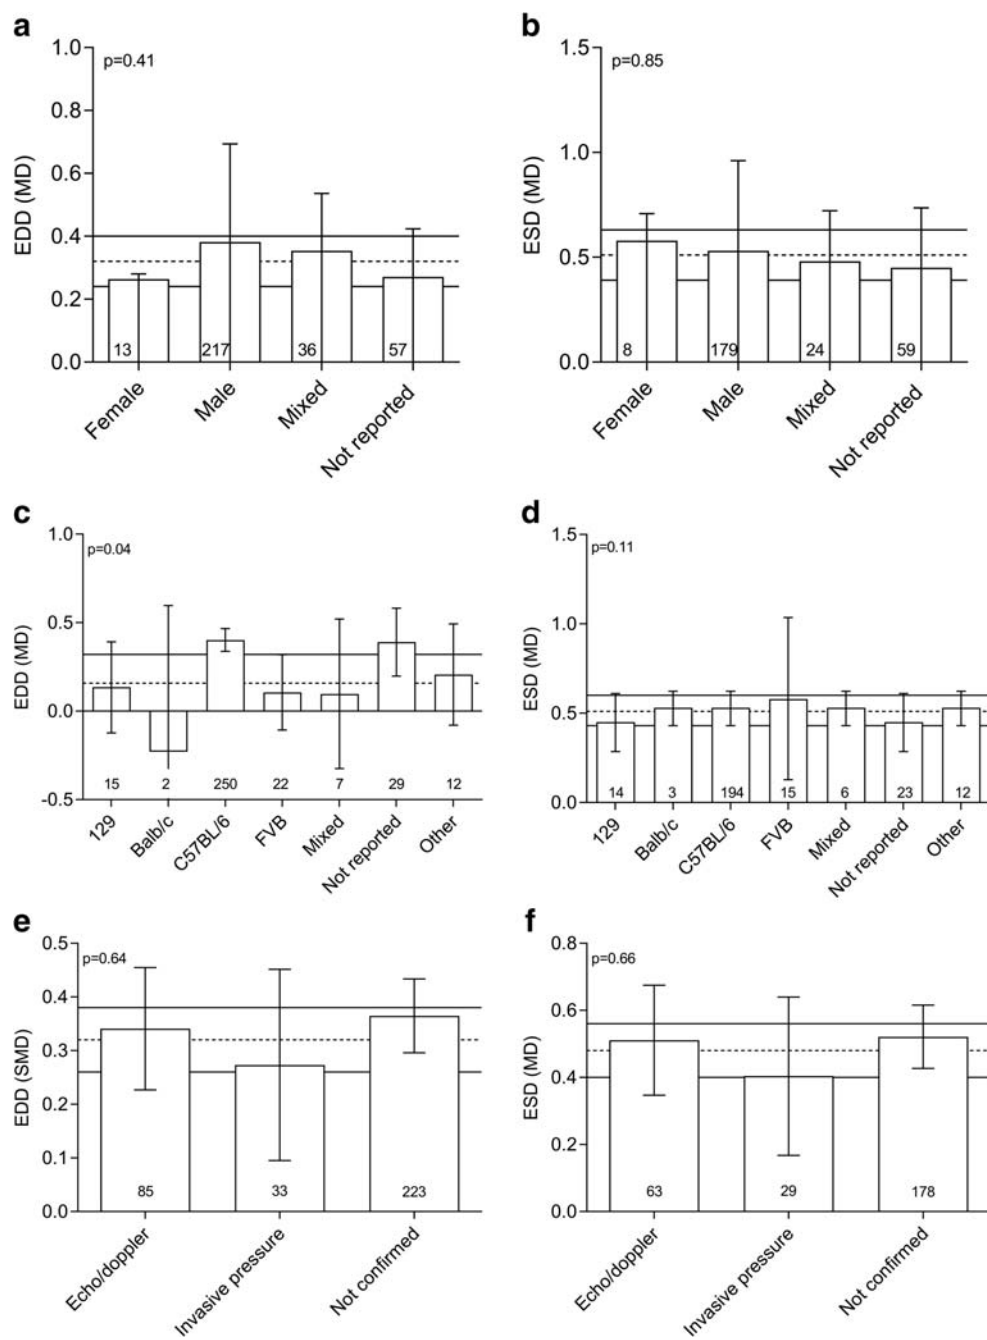 a
p=0.41
EDD (MD)
1.0
0.8
0.6
0.4
0.2
0.0
13
217
36
57
Female
Male
Mixed
Not reported
b
p=0.85
ESD (MD)
1.5
1.0
0.5
0.0
8
179
24
59
Female
Male
Mixed
Not reported
c
p=0.04
EDD (MD)
1.0
0.5
0.0
-0.5
15
2
250
22
7
29
12
129
Balb/c
C57BL/6
FVB
Mixed
Not reported
Other
d
p=0.11
ESD (MD)
1.5
1.0
0.5
0.0
14
3
194
15
6
23
12
129
Balb/c
C57BL/6
FVB
Mixed
Not reported
Other
e
p=0.64
EDD (SMD)
0.5
0.4
0.3
0.2
0.1
0.0
85
33
223
Echo/doppler
Invasive pressure
Not confirmed
f
p=0.66
ESD (MD)
0.8
0.6
0.4
0.2
0.0
63
29
178
Echo/doppler
Invasive pressure
Not confirmed